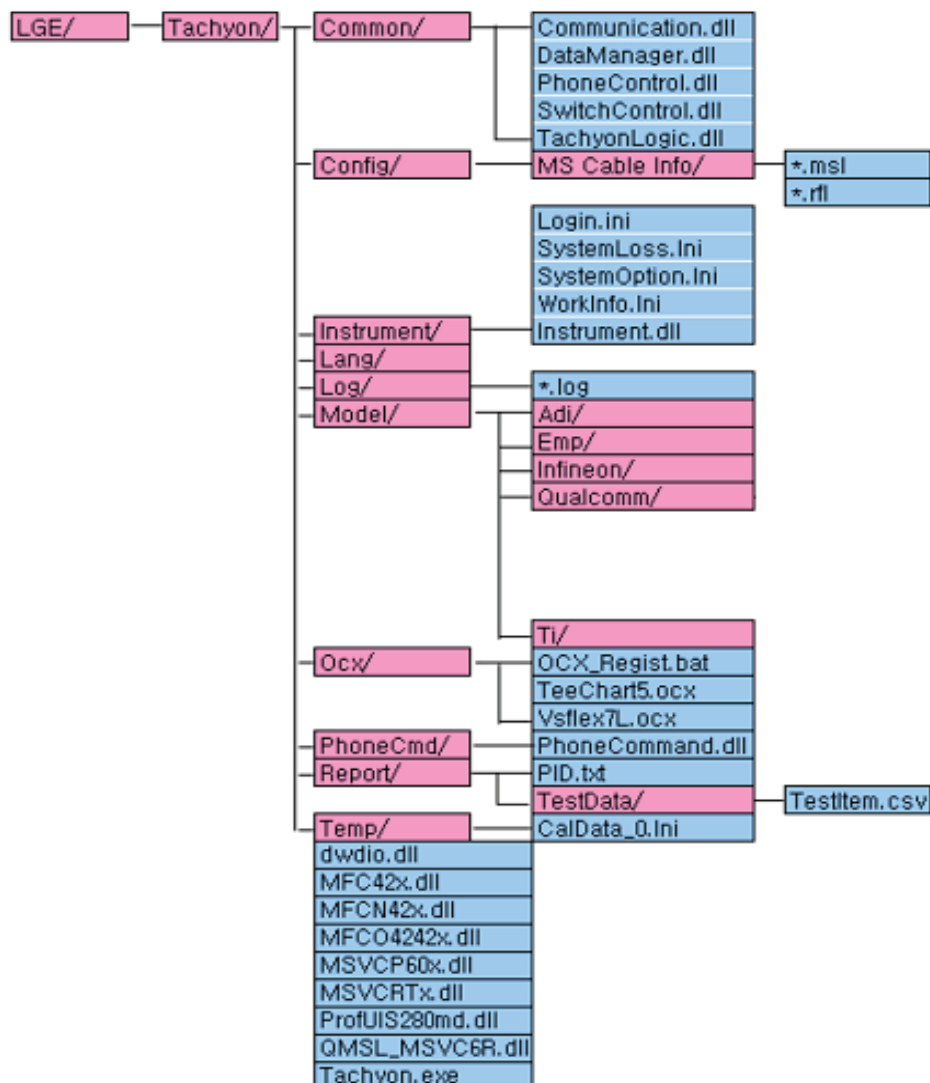 LGE/ Tachyon/ Common/ Communication.dll
DataManager.dll
PhoneControl.dll
SwitchControl.dll
TachyonLogic.dll
Config/ MS Cable Info/ *.msl
*.rfl
Login.ini
SystemLoss.Ini
SystemOption.Ini
WorkInfo.Ini
Instrument/ Instrument.dll
Lang/
Log/ *.log
Model/ Adi/
Emp/
Infineon/
Qualcomm/
Ti/
Ocx/ OCX_Regist.bat
TeeChart5.ocx
Vsflex7L.ocx
PhoneCmd/ PhoneCommand.dll
Report/ PID.txt
TestData/ TestItem.csv
Temp/ CalData_0.Ini
dwdio.dll
MFC42x.dll
MFCN42x.dll
MFCO4242x.dll
MSVCP60x.dll
MSVCRTx.dll
ProfUIS280md.dll
QMSL_MSVC6R.dll
Tachyon.exe